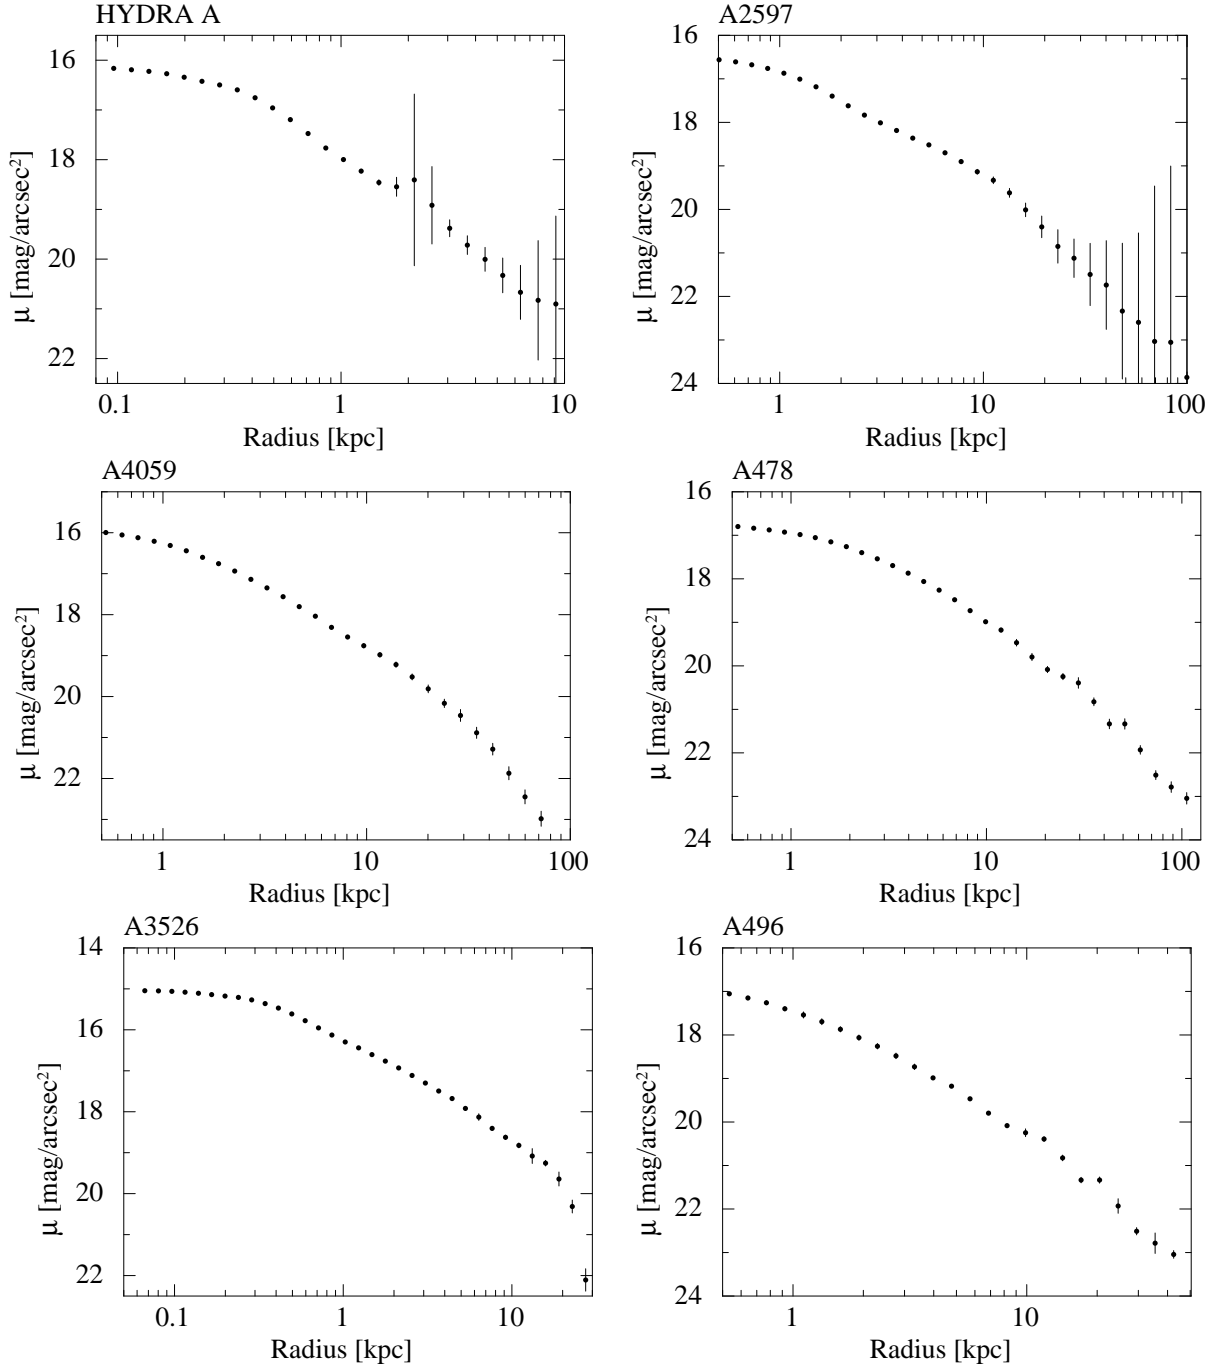 HYDRA A
16
18
20
22
μ [mag/arcsec²]
0.1 1 10
Radius [kpc]
A2597
16
18
20
22
24
μ [mag/arcsec²]
1 10 100
Radius [kpc]
A4059
16
18
20
22
μ [mag/arcsec²]
1 10 100
Radius [kpc]
A478
16
18
20
22
24
μ [mag/arcsec²]
1 10 100
Radius [kpc]
A3526
14
16
18
20
22
μ [mag/arcsec²]
0.1 1 10
Radius [kpc]
A496
16
18
20
22
24
μ [mag/arcsec²]
1 10
Radius [kpc]